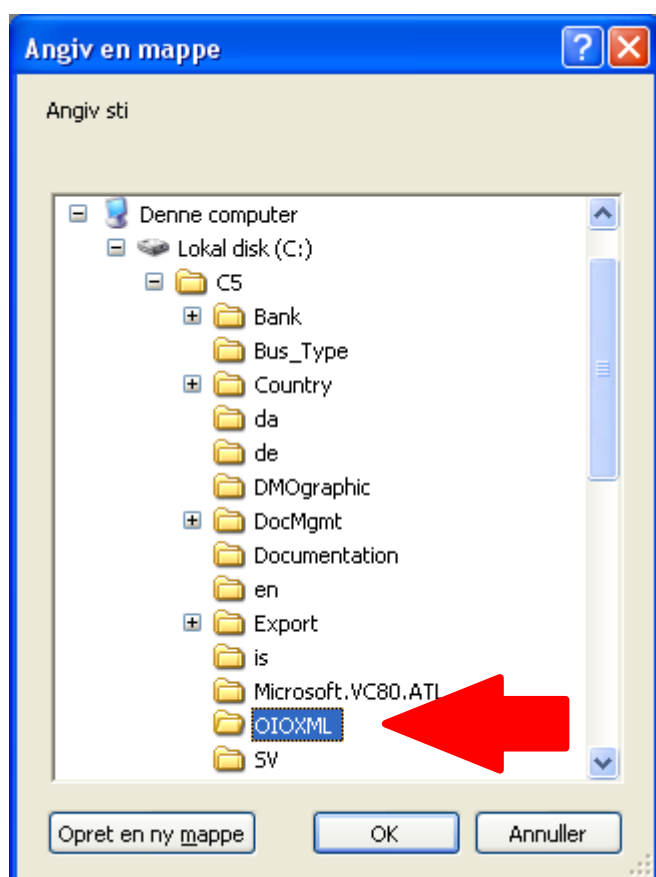 Angiv en mappe
Angiv sti
Denne computer
Lokal disk (C:)
C5
Bank
Bus_Type
Country
da
de
DMOgraphic
DocMgmt
Documentation
en
Export
is
Microsoft.VC80.ATL
OIOXML
SV
Opret en ny mappe OK Annuller